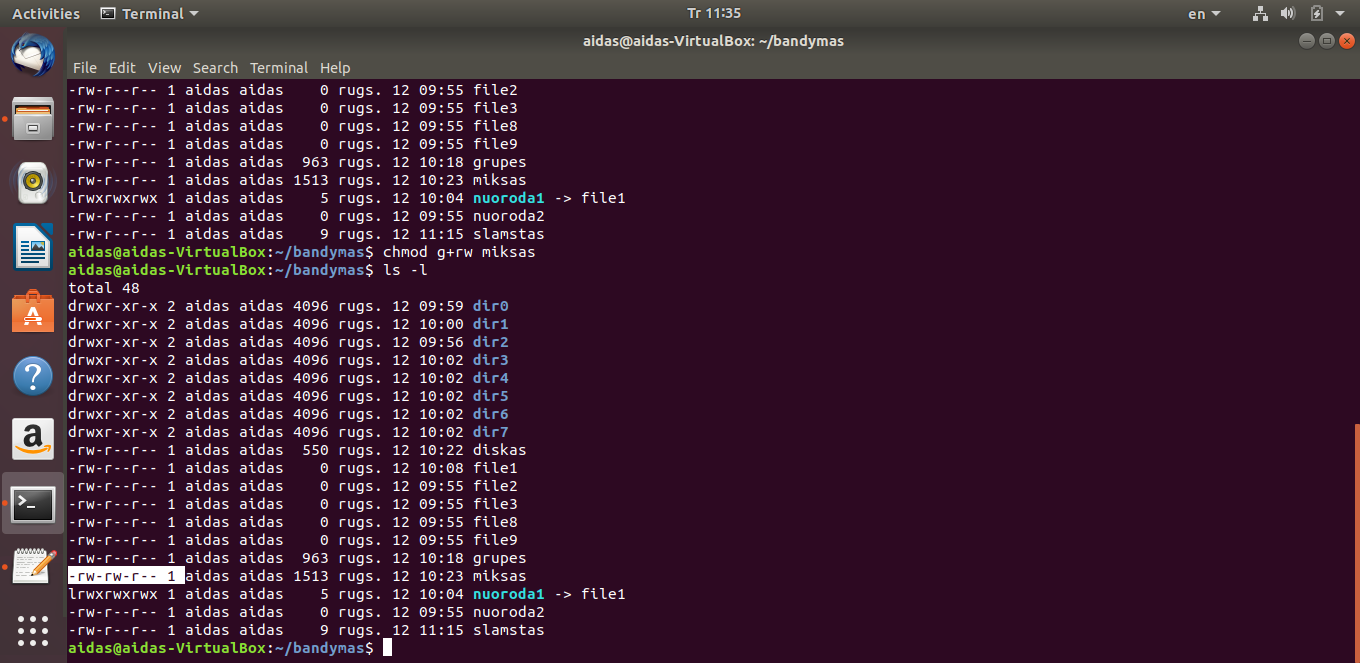 Activities Terminal Tr 11:35 en
aidas@aidas-VirtualBox: ~/bandymas
File Edit View Search Terminal Help
-rw-r--r-- 1 aidas aidas    0 rugs. 12 09:55 file2
-rw-r--r-- 1 aidas aidas    0 rugs. 12 09:55 file3
-rw-r--r-- 1 aidas aidas    0 rugs. 12 09:55 file8
-rw-r--r-- 1 aidas aidas    0 rugs. 12 09:55 file9
-rw-r--r-- 1 aidas aidas  963 rugs. 12 10:18 grupes
-rw-r--r-- 1 aidas aidas 1513 rugs. 12 10:23 miksas
lrwxrwxrwx 1 aidas aidas    5 rugs. 12 10:04 nuoroda1 -> file1
-rw-r--r-- 1 aidas aidas    0 rugs. 12 09:55 nuoroda2
-rw-r--r-- 1 aidas aidas    9 rugs. 12 11:15 slamstas
aidas@aidas-VirtualBox:~/bandymas$ chmod g+rw miksas
aidas@aidas-VirtualBox:~/bandymas$ ls -l
total 48
drwxr-xr-x 2 aidas aidas 4096 rugs. 12 09:59 dir0
drwxr-xr-x 2 aidas aidas 4096 rugs. 12 10:00 dir1
drwxr-xr-x 2 aidas aidas 4096 rugs. 12 09:56 dir2
drwxr-xr-x 2 aidas aidas 4096 rugs. 12 10:02 dir3
drwxr-xr-x 2 aidas aidas 4096 rugs. 12 10:02 dir4
drwxr-xr-x 2 aidas aidas 4096 rugs. 12 10:02 dir5
drwxr-xr-x 2 aidas aidas 4096 rugs. 12 10:02 dir6
drwxr-xr-x 2 aidas aidas 4096 rugs. 12 10:02 dir7
-rw-r--r-- 1 aidas aidas  550 rugs. 12 10:22 diskas
-rw-r--r-- 1 aidas aidas    0 rugs. 12 10:08 file1
-rw-r--r-- 1 aidas aidas    0 rugs. 12 09:55 file2
-rw-r--r-- 1 aidas aidas    0 rugs. 12 09:55 file3
-rw-r--r-- 1 aidas aidas    0 rugs. 12 09:55 file8
-rw-r--r-- 1 aidas aidas    0 rugs. 12 09:55 file9
-rw-r--r-- 1 aidas aidas  963 rugs. 12 10:18 grupes
-rw-rw-r-- 1 aidas aidas 1513 rugs. 12 10:23 miksas
lrwxrwxrwx 1 aidas aidas    5 rugs. 12 10:04 nuoroda1 -> file1
-rw-r--r-- 1 aidas aidas    0 rugs. 12 09:55 nuoroda2
-rw-r--r-- 1 aidas aidas    9 rugs. 12 11:15 slamstas
aidas@aidas-VirtualBox:~/bandymas$